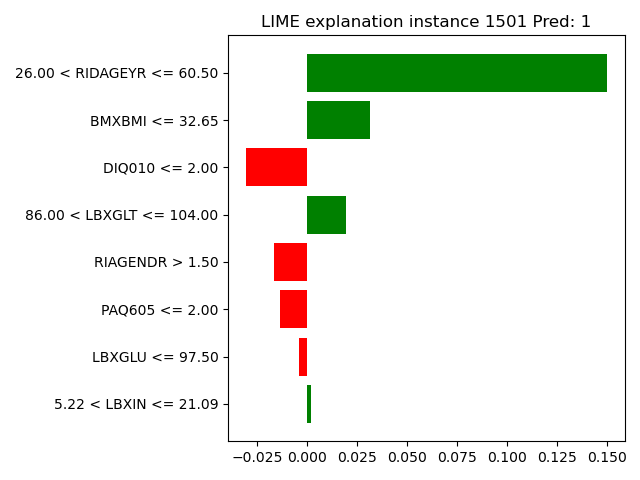 LIME explanation instance 1501 Pred: 1
26.00 < RIDAGEYR <= 60.50
BMXBMI <= 32.65
DIQ010 <= 2.00
86.00 < LBXGLT <= 104.00
RIAGENDR > 1.50
PAQ605 <= 2.00
LBXGLU <= 97.50
5.22 < LBXIN <= 21.09
−0.025 0.000 0.025 0.050 0.075 0.100 0.125 0.150